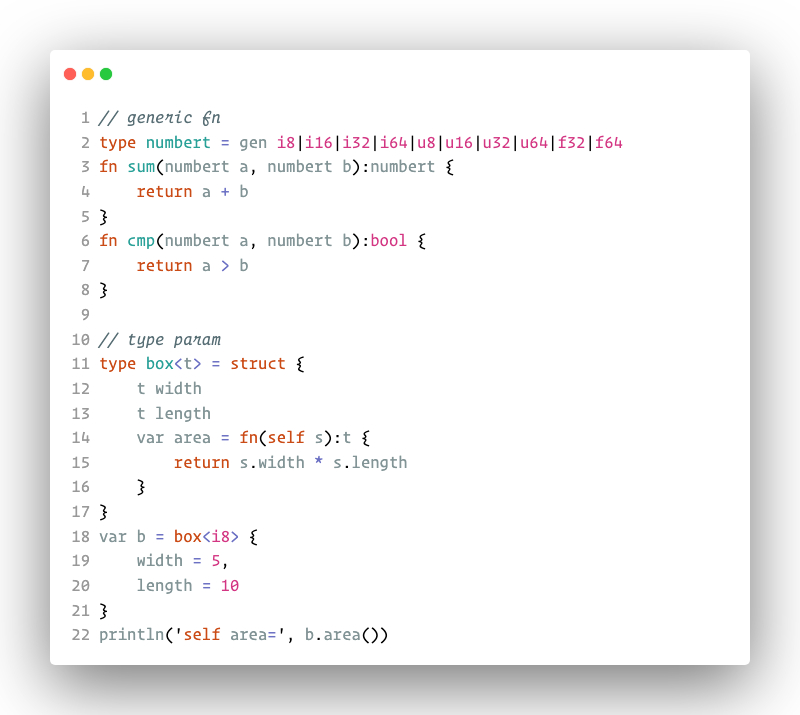 1 // generic fn
2 type numbert = gen i8|i16|i32|i64|u8|u16|u32|u64|f32|f64
3 fn sum(numbert a, numbert b):numbert {
4     return a + b
5 }
6 fn cmp(numbert a, numbert b):bool {
7     return a > b
8 }
9
10 // type param
11 type box<t> = struct {
12     t width
13     t length
14     var area = fn(self s):t {
15         return s.width * s.length
16     }
17 }
18 var b = box<i8> {
19     width = 5,
20     length = 10
21 }
22 println('self area=', b.area())